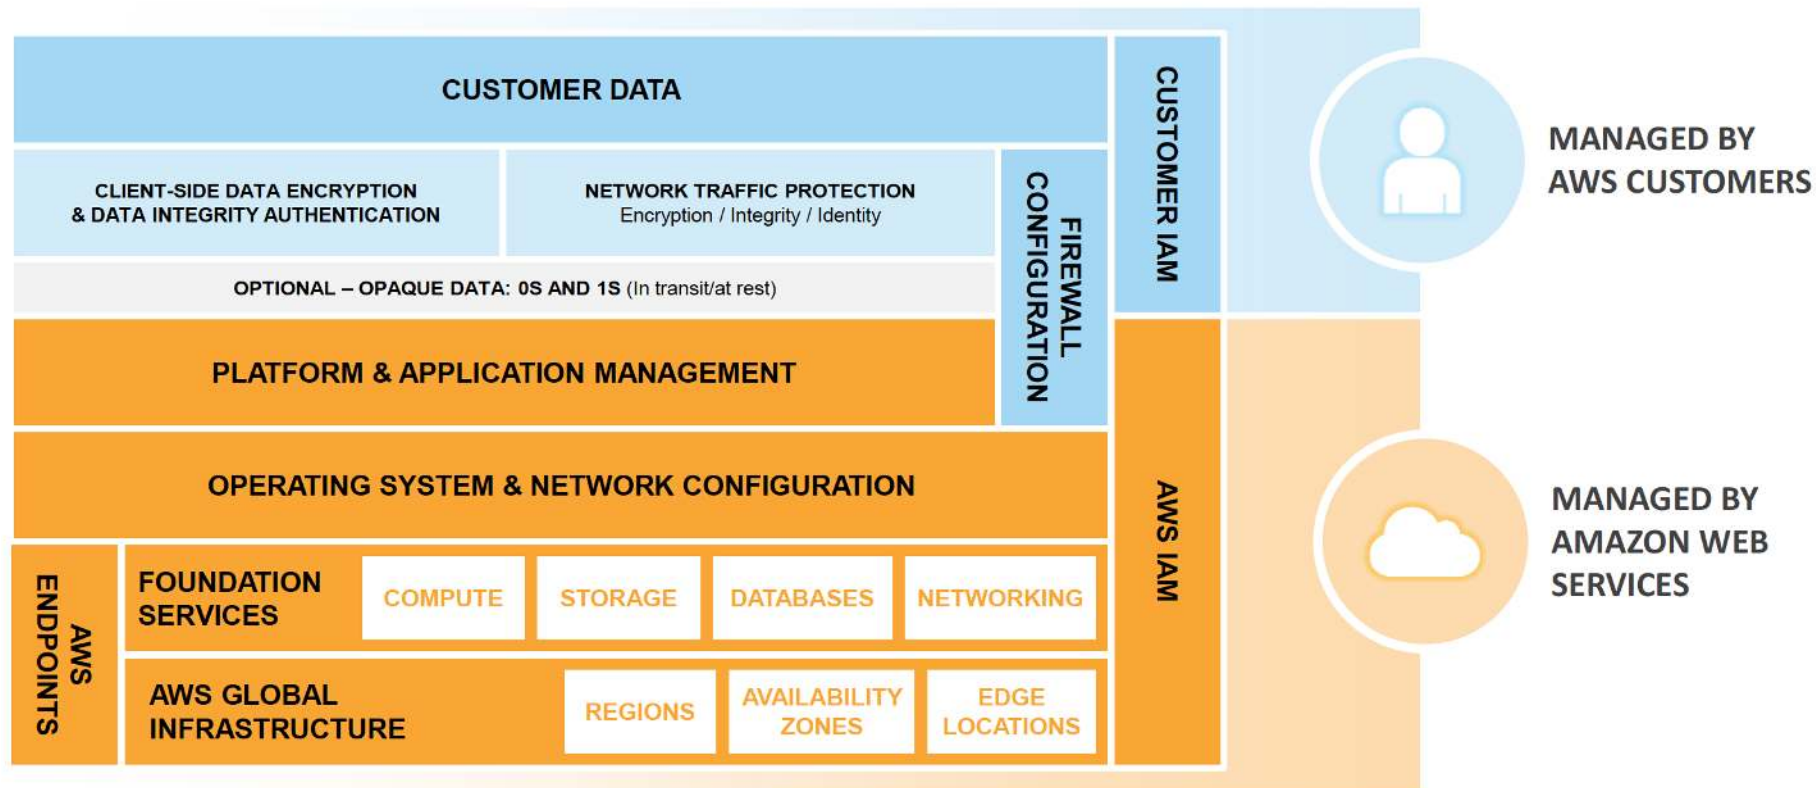 CUSTOMER DATA
CLIENT-SIDE DATA ENCRYPTION
& DATA INTEGRITY AUTHENTICATION
NETWORK TRAFFIC PROTECTION
Encryption / Integrity / Identity
OPTIONAL – OPAQUE DATA: 0S AND 1S (In transit/at rest)
FIREWALL
CONFIGURATION
CUSTOMER IAM
MANAGED BY
AWS CUSTOMERS
PLATFORM & APPLICATION MANAGEMENT
OPERATING SYSTEM & NETWORK CONFIGURATION
AWS IAM
MANAGED BY
AMAZON WEB
SERVICES
AWS
ENDPOINTS
FOUNDATION
SERVICES
COMPUTE
STORAGE
DATABASES
NETWORKING
AWS GLOBAL
INFRASTRUCTURE
REGIONS
AVAILABILITY
ZONES
EDGE
LOCATIONS